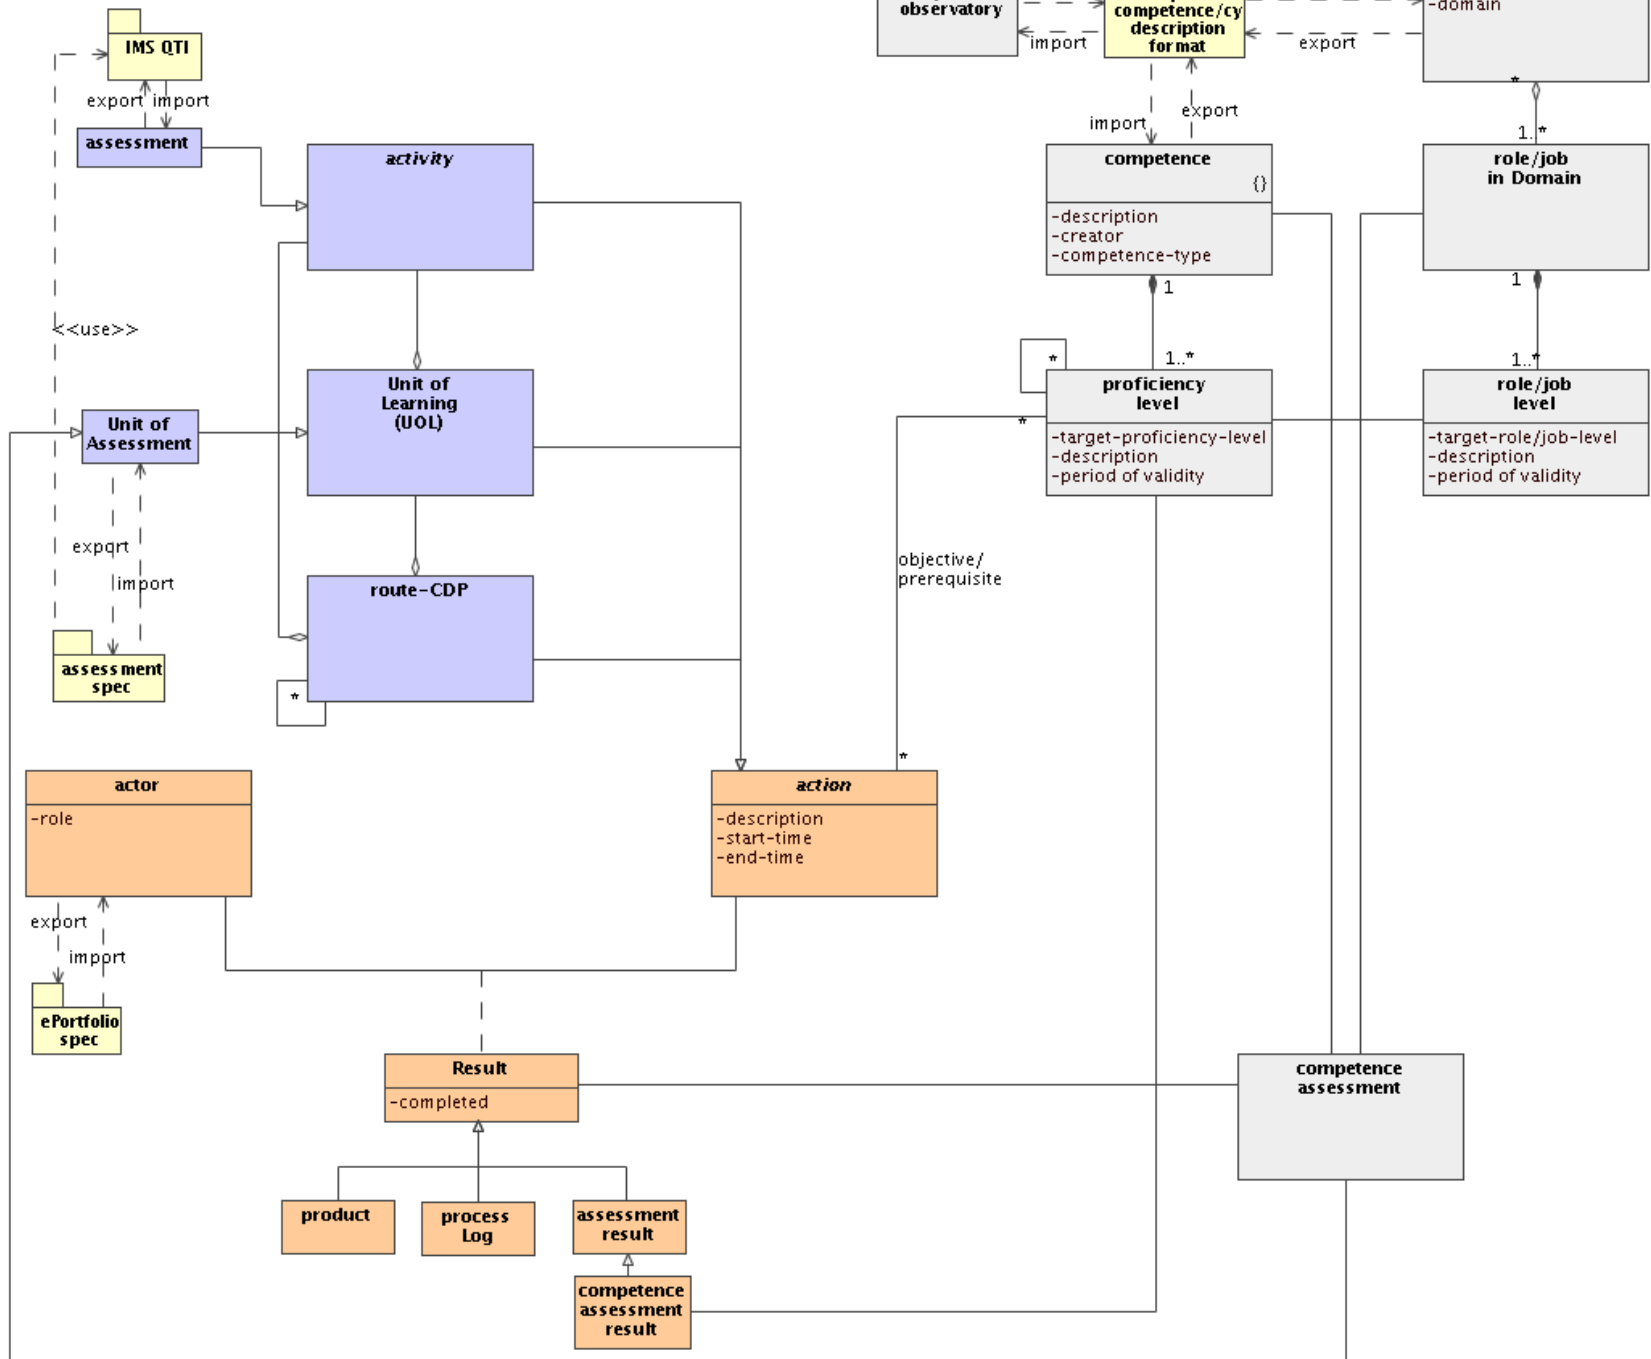 observatory
competence/cy
description
format
-domain
import
export
IMS QTI
export import
assessment
activity
import
export
*
1..*
competence
{}
-description
-creator
-competence-type
role/job
in Domain
1
1
<<use>>
*
1..*
1..*
Unit of
Learning
(UOL)
proficiency
level
*
-target-proficiency-level
-description
-period of validity
role/job
level
-target-role/job-level
-description
-period of validity
Unit of
Assessment
export
import
objective/
prerequisite
route-CDP
assessment
spec
*
*
actor
-role
action
-description
-start-time
-end-time
export
import
ePortfolio
spec
Result
-completed
competence
assessment
product
process
Log
assessment
result
competence
assessment
result